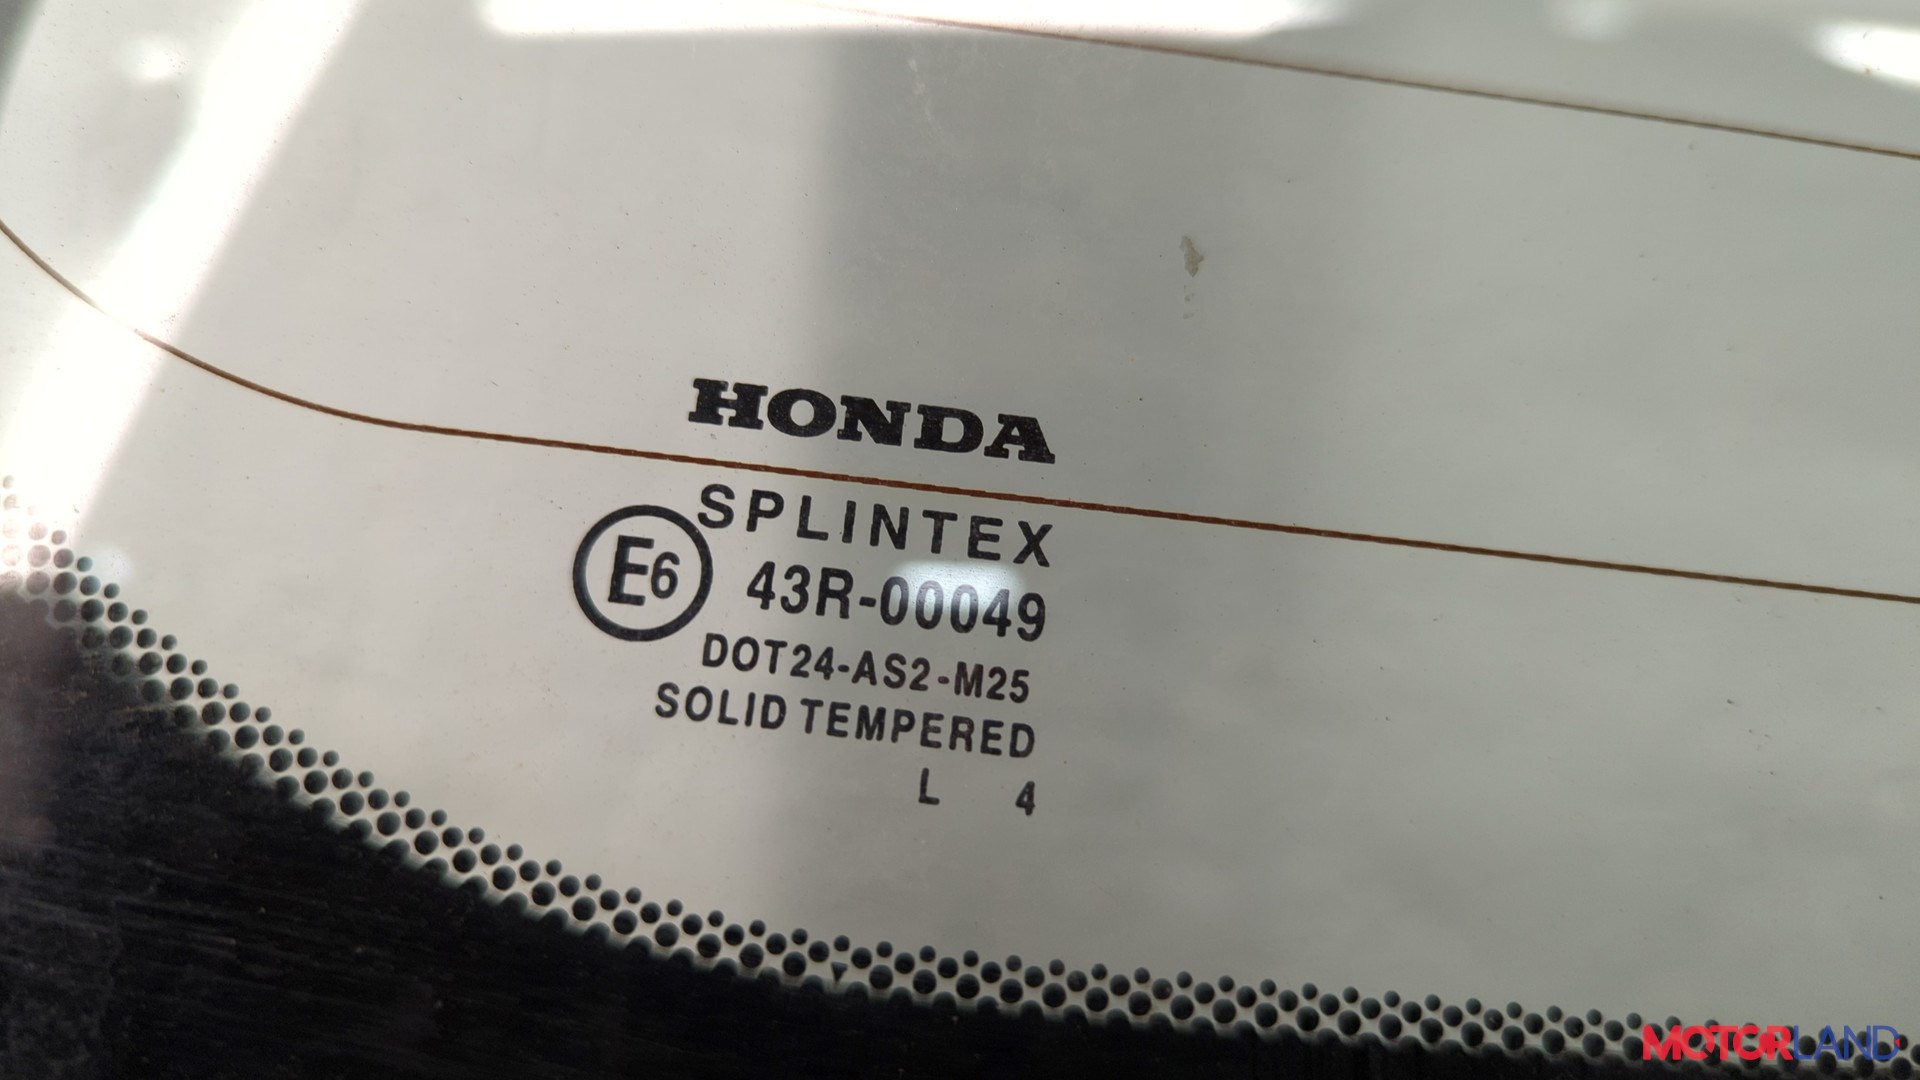 HONDA
SPLINTEX
E6 43R-00049
DOT24-AS2-M25
SOLID TEMPERED
L 4
MOTORLAND